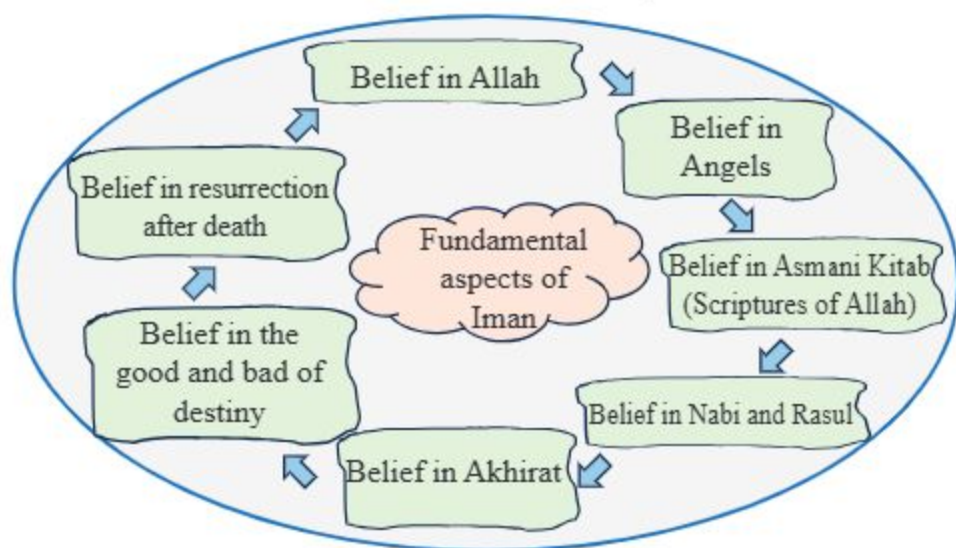 Belief in Allah
Belief in
Angels
Belief in Asmani Kitab
(Scriptures of Allah)
Belief in Nabi and Rasul
Belief in Akhirat
Belief in the
good and bad of
destiny
Belief in resurrection
after death
Fundamental
aspects of
Iman